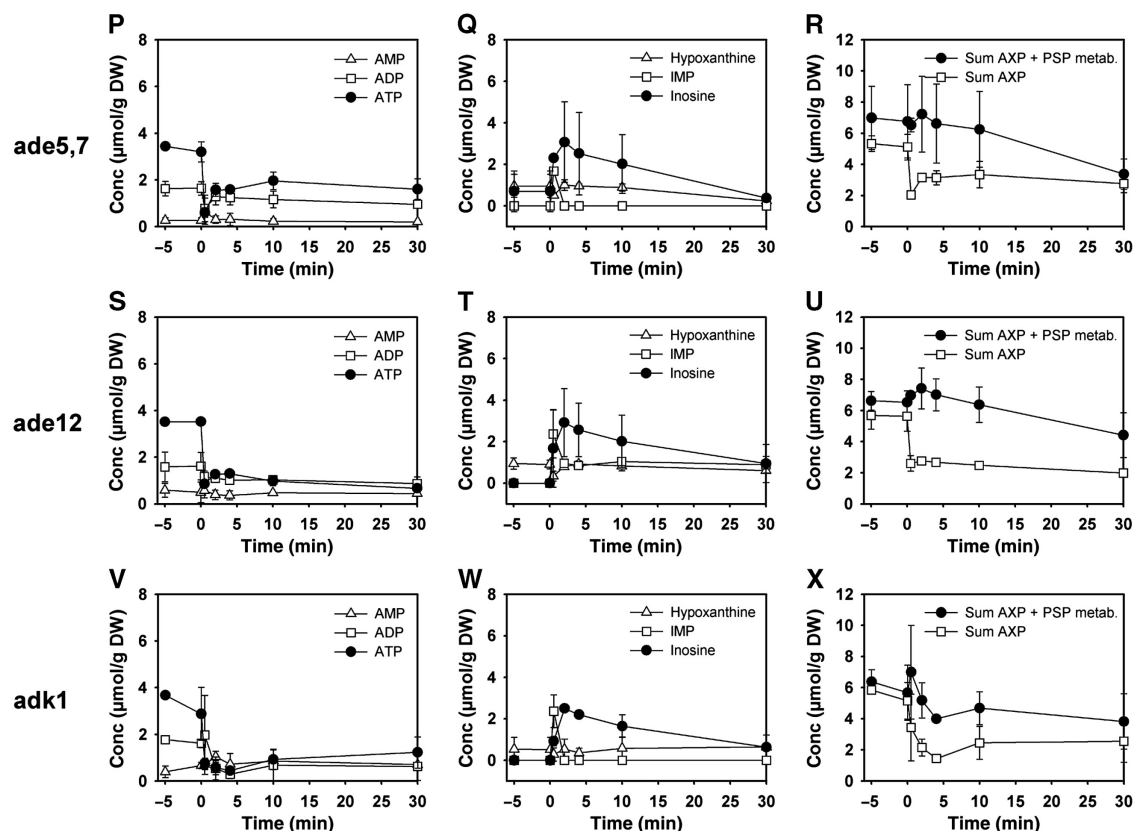 P Q R
8 8 12
AMP Hypoxanthine Sum AXP + PSP metab.
ADP IMP Sum AXP
ATP Inosine
10
6 6
8
4 4 6
4
2 2
2
0 0 0
–5 0 5 10 15 20 25 30 –5 0 5 10 15 20 25 30 –5 0 5 10 15 20 25 30
Time (min) Time (min) Time (min)
Conc (µmol/g DW) Conc (µmol/g DW) Conc (µmol/g DW)
ade5,7
S T U
8 8 12
AMP Hypoxanthine Sum AXP + PSP metab.
ADP IMP Sum AXP
ATP Inosine
10
6 6
8
4 4 6
4
2 2
2
0 0 0
–5 0 5 10 15 20 25 30 –5 0 5 10 15 20 25 30 –5 0 5 10 15 20 25 30
Time (min) Time (min) Time (min)
Conc (µmol/g DW) Conc (µmol/g DW) Conc (µmol/g DW)
ade12
V W X
8 8 12
AMP Hypoxanthine Sum AXP + PSP metab.
ADP IMP Sum AXP
ATP Inosine
10
6 6
8
4 4 6
4
2 2
2
0 0 0
–5 0 5 10 15 20 25 30 –5 0 5 10 15 20 25 30 –5 0 5 10 15 20 25 30
Time (min) Time (min) Time (min)
Conc (µmol/g DW) Conc (µmol/g DW) Conc (µmol/g DW)
adk1